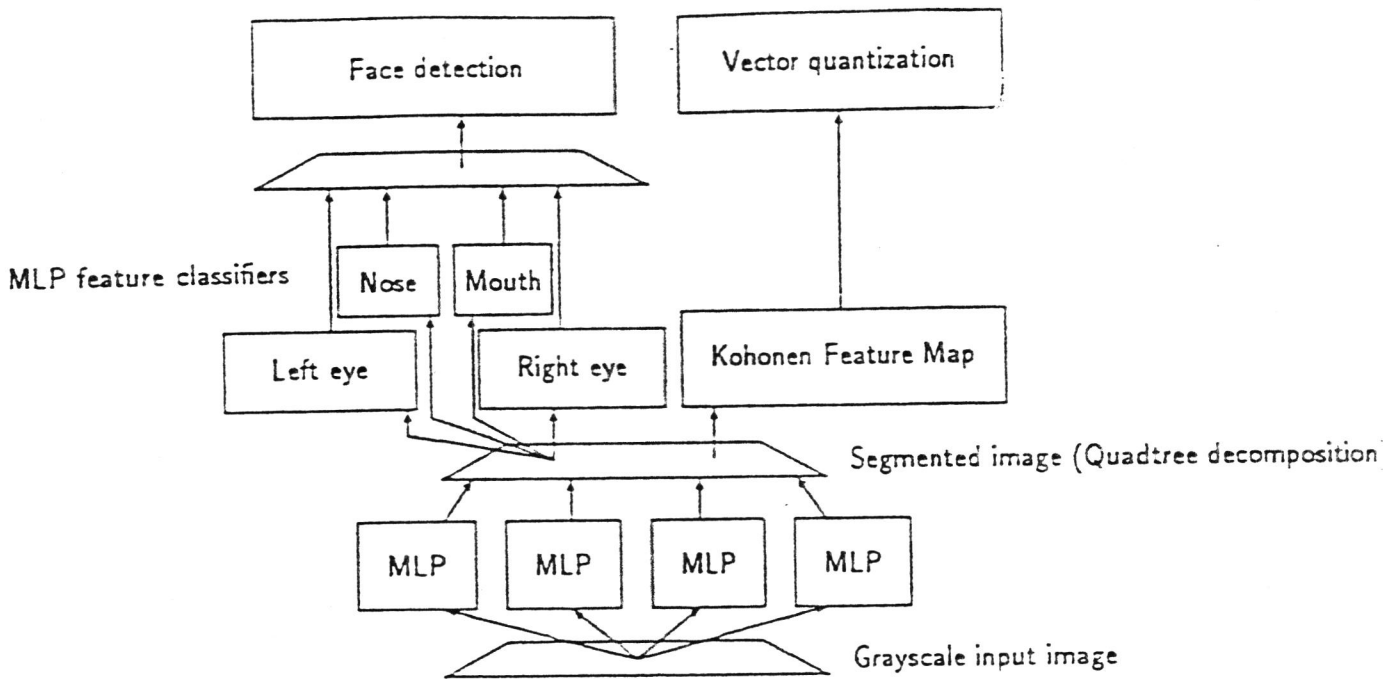 Face detection
Vector quantization
MLP feature classifiers
Nose
Mouth
Left eye
Right eye
Kohonen Feature Map
Segmented image (Quadtree decomposition)
MLP
MLP
MLP
MLP
Grayscale input image